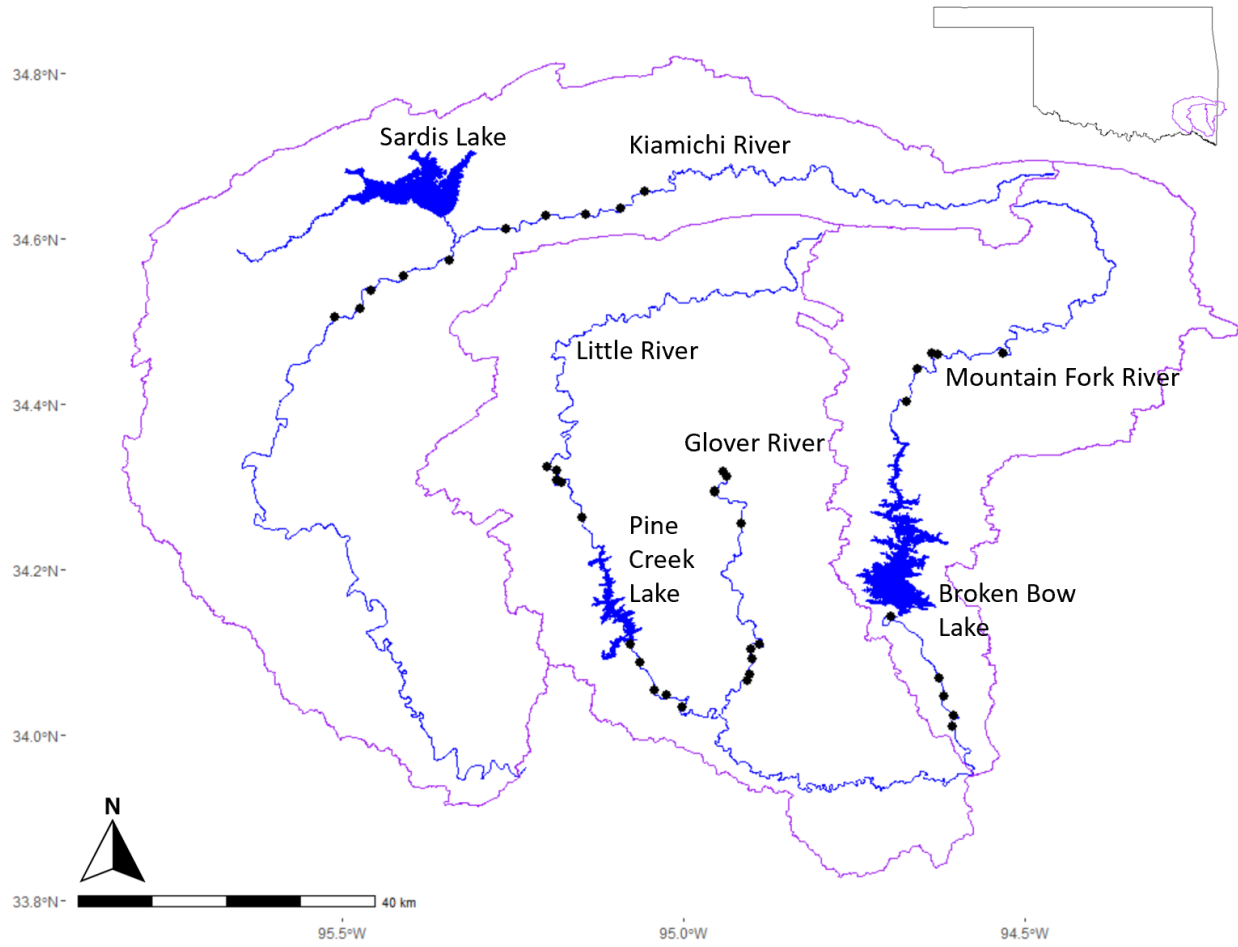 34.8°N
Sardis Lake
Kiamichi River
34.6°N
Little River
Mountain Fork River
34.4°N
Glover River
Pine
Creek
Lake
34.2°N
Broken Bow
Lake
34.0°N
N
33.8°N
40 km
95.5°W
95.0°W
94.5°W